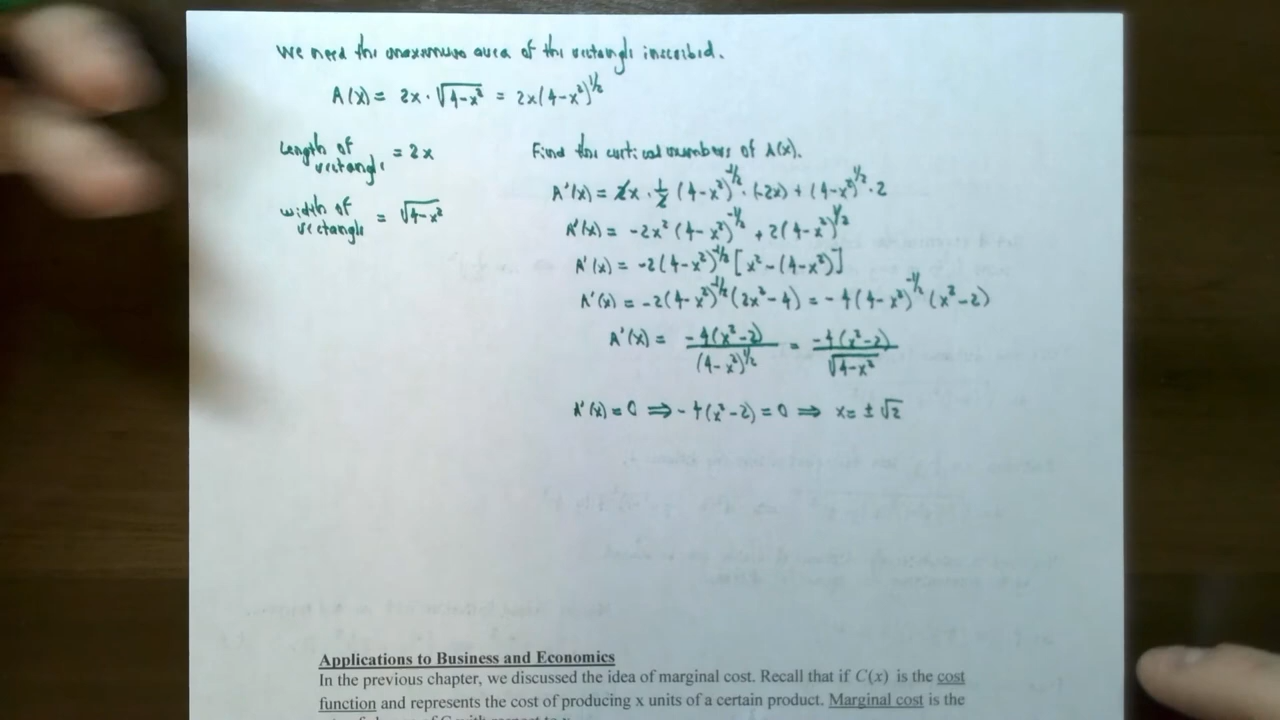 We need the maximum area of the rectangle inscribed.
A(x) = 2x · √(4-x²) = 2x(4-x²)^1/2
Length of rectangle = 2x
width of rectangle = √(4-x²)
Find the critical numbers of A(x).
A'(x) = 2x · 1/2 (4-x²)^-1/2 · (-2x) + (4-x²)^1/2 · 2
A'(x) = -2x² (4-x²)^-1/2 + 2(4-x²)^1/2
A'(x) = -2(4-x²)^-1/2 [x² - (4-x²)]
A'(x) = -2(4-x²)^-1/2 (2x²-4) = -4(4-x²)^-1/2 (x²-2)
A'(x) = -4(x²-2)/(4-x²)^1/2 = -4(x²-2)/√(4-x²)
A'(x) = 0 ⟹ -4(x²-2) = 0 ⟹ x = ±√2
Applications to Business and Economics
In the previous chapter, we discussed the idea of marginal cost. Recall that if C(x) is the cost
function and represents the cost of producing x units of a certain product. Marginal cost is the